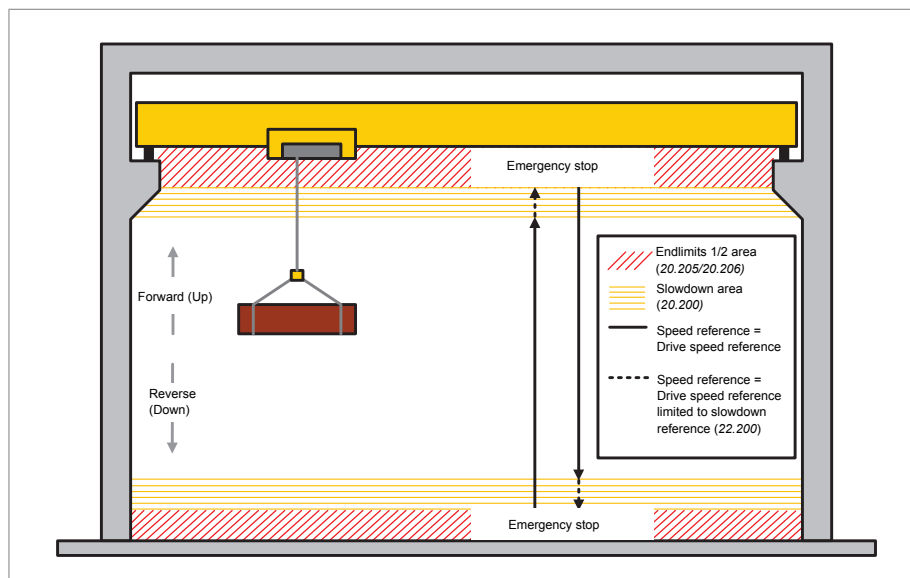 Emergency stop
Forward (Up)
Reverse
(Down)
Endlimits 1/2 area
(20.205/20.206)
Slowdown area
(20.200)
Speed reference =
Drive speed reference
Speed reference =
Drive speed reference
limited to slowdown
reference (22.200)
Emergency stop